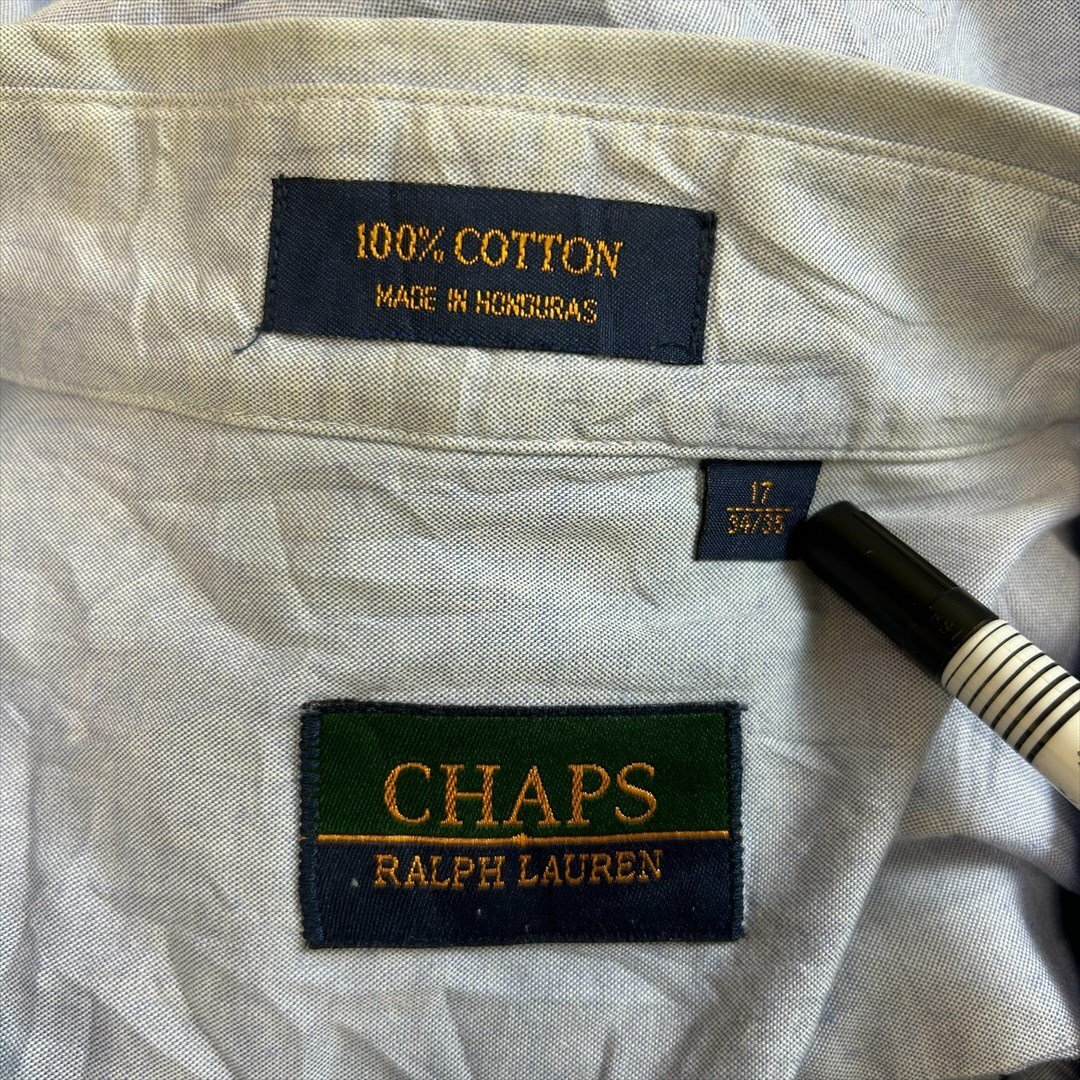 100% COTTON
MADE IN HONDURAS
17
34/35
CHAPS
RALPH LAUREN